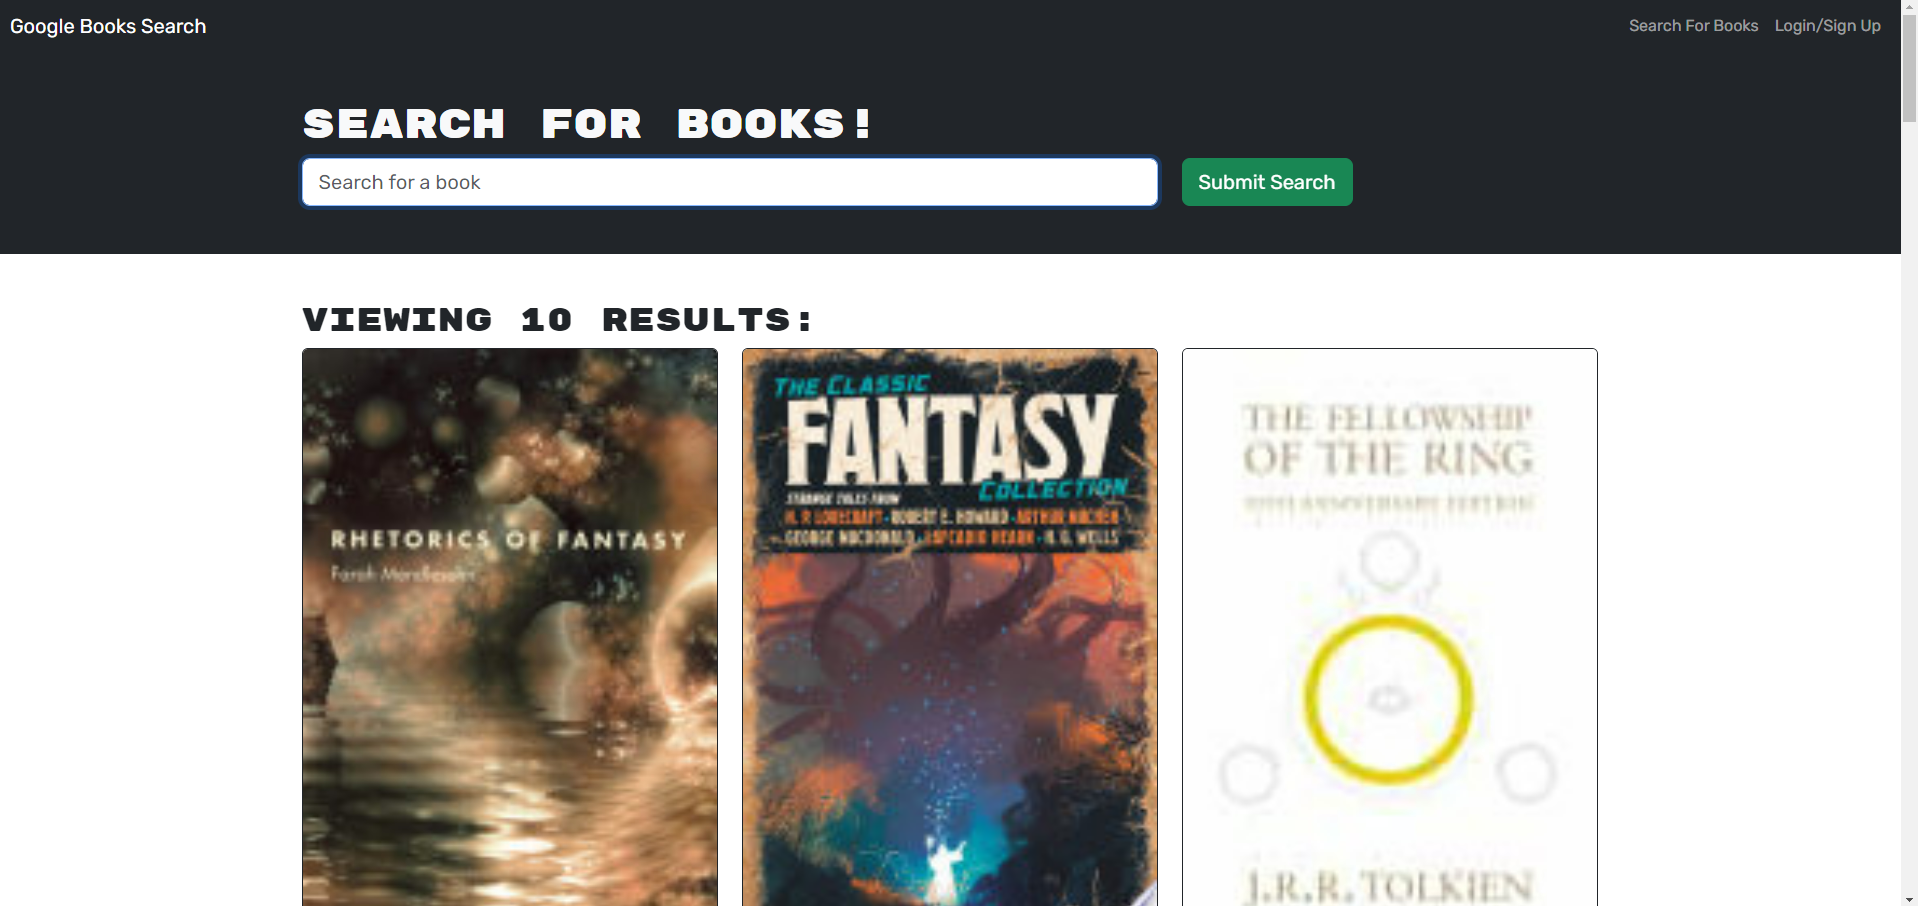 Google Books Search
Search For Books
Login/Sign Up
SEARCH FOR BOOKS!
Search for a book
Submit Search
VIEWING 10 RESULTS:
RHETORICS OF FANTASY
Farah Mendlesohn
THE CLASSIC
FANTASY
COLLECTION
STRANGE TALES FROM
H. P. LOVECRAFT • ROBERT E. HOWARD • ARTHUR MACHEN
GEORGE MACDONALD • LAFCADIO HEARN • H. G. WELLS
THE FELLOWSHIP
OF THE RING
ANNIVERSARY EDITION
J.R.R. TOLKIEN